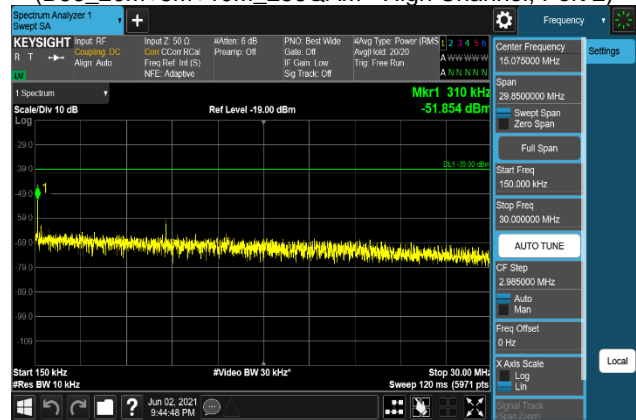 Spectrum Analyzer 1
Swept SA
Frequency
KEYSIGHT Input: RF Input Z: 50 Ω #Atten: 6 dB PNO: Best Wide #Avg Type: Power (RMS 1 2 3 4 5 6
R T Coupling: DC Corr CCorr RCal Preamp: Off Gate: Off Avg|Hold: 20/20 A W W W W W
Align: Auto Freq Ref: Int (S) IF Gain: Low Trig: Free Run
LW NFE: Adaptive Sig Track: Off A N N N N N
1 Spectrum Mkr1 310 kHz
Scale/Div 10 dB Ref Level -19.00 dBm -51.854 dBm
Log
-29.0
-39.0 DL1 -39.00 dBm
1
-49.0
-59.0
-69.0
-79.0
-89.0
-99.0
-109
Start 150 kHz #Video BW 30 kHz* Stop 30.00 MHz
#Res BW 10 kHz Sweep 120 ms (5971 pts
Jun 02, 2021
9:44:48 PM
Settings
Center Frequency
15.075000 MHz
Span
29.8500000 MHz
Swept Span
Zero Span
Full Span
Start Freq
150.000 kHz
Stop Freq
30.000000 MHz
AUTO TUNE
CF Step
2.985000 MHz
Auto
Man
Freq Offset
0 Hz
X Axis Scale
Log
Lin
Signal Track
(Span Zoom)
Local